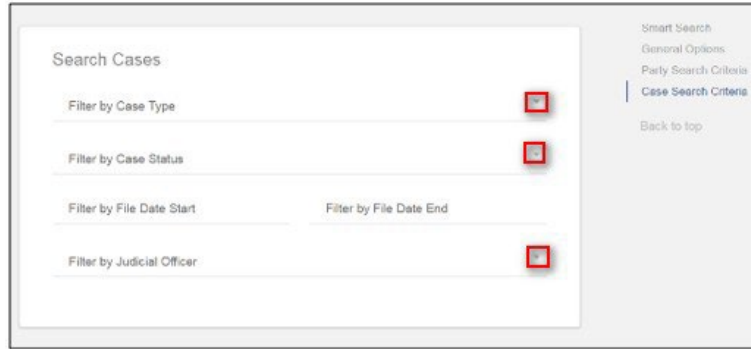 Search Cases
Filter by Case Type
Filter by Case Status
Filter by File Date Start
Filter by File Date End
Filter by Judicial Officer
Smart Search
General Options
Party Search Criteria
Case Search Criteria
Back to top